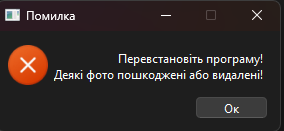 Помилка
Перевстановіть програму!
Деякі фото пошкоджені або видалені!
Ок